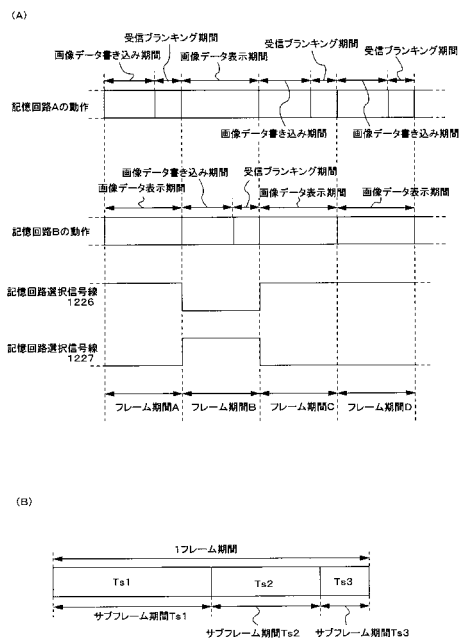 (A)
受信ブランキング期間
画像データ書き込み期間
画像データ表示期間
受信ブランキング期間
受信ブランキング期間
記憶回路Aの動作
画像データ書き込み期間
画像データ書き込み期間
画像データ書き込み期間
受信ブランキング期間
画像データ表示期間
画像データ表示期間
画像データ表示期間
記憶回路Bの動作
記憶回路選択信号線
1226
記憶回路選択信号線
1227
フレーム期間A
フレーム期間B
フレーム期間C
フレーム期間D
(B)
1フレーム期間
Ts1
Ts2
Ts3
サブフレーム期間Ts1
サブフレーム期間Ts2
サブフレーム期間Ts3